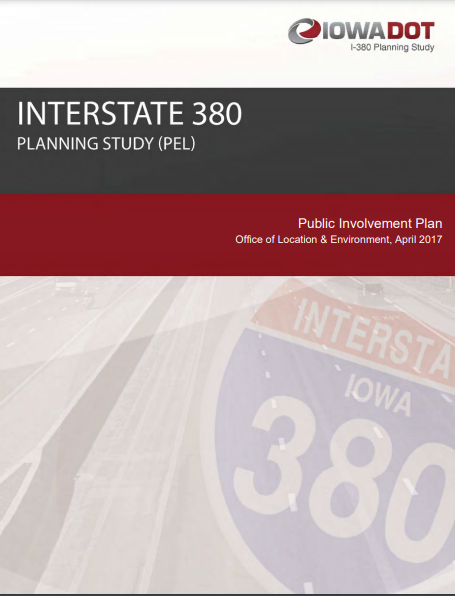 IOWADOT
I-380 Planning Study
INTERSTATE 380
PLANNING STUDY (PEL)
Public Involvement Plan
Office of Location & Environment, April 2017
INTERSTA
IOWA
380